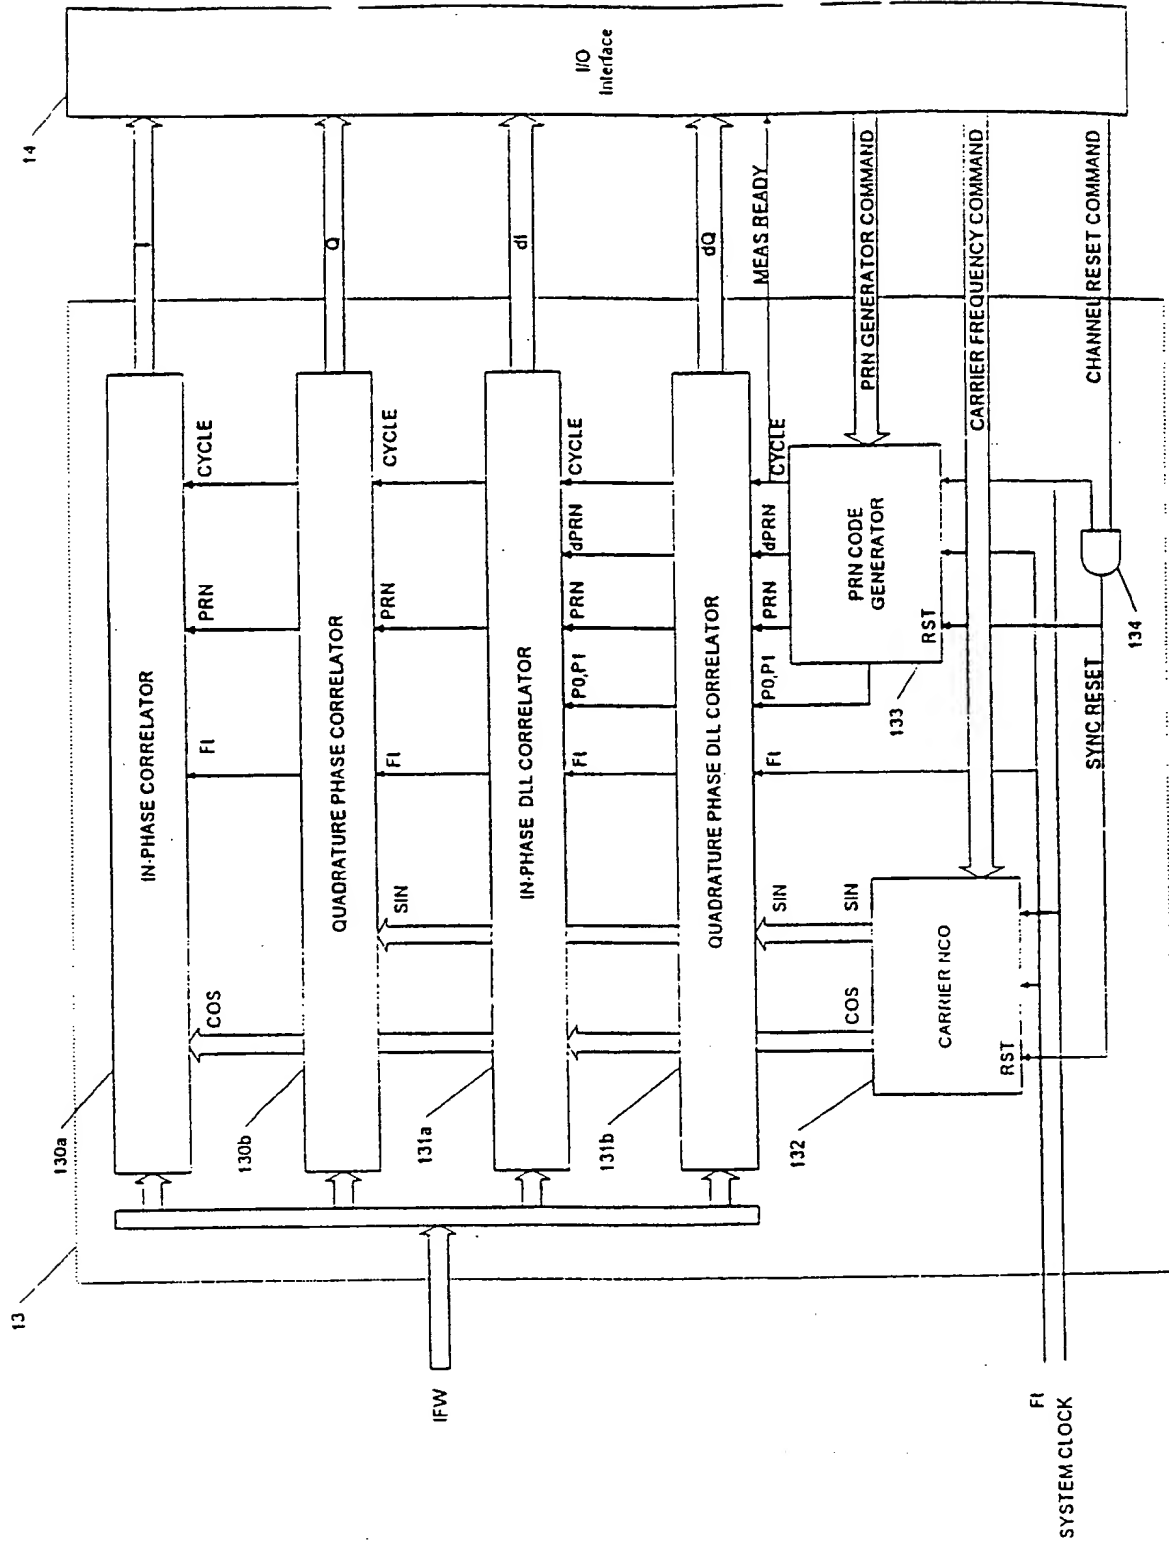 14
I/O
Interface
I
Q
dI
dQ
MEAS READY
PRN GENERATOR COMMAND
CARRIER FREQUENCY COMMAND
CHANNEL RESET COMMAND
IN-PHASE CORRELATOR
CYCLE
PRN
FI
COS
130a
QUADRATURE PHASE CORRELATOR
CYCLE
PRN
FI
SIN
130b
IN-PHASE DLL CORRELATOR
CYCLE
dPRN
PRN
P0,P1
FI
131a
QUADRATURE PHASE DLL CORRELATOR
CYCLE
dPRN
PRN
P0,P1
FI
SIN
131b
PRN CODE
GENERATOR
RST
133
SIN
COS
CARRIER NCO
RST
132
134
SYNC RESET
13
IFW
FI
SYSTEM CLOCK